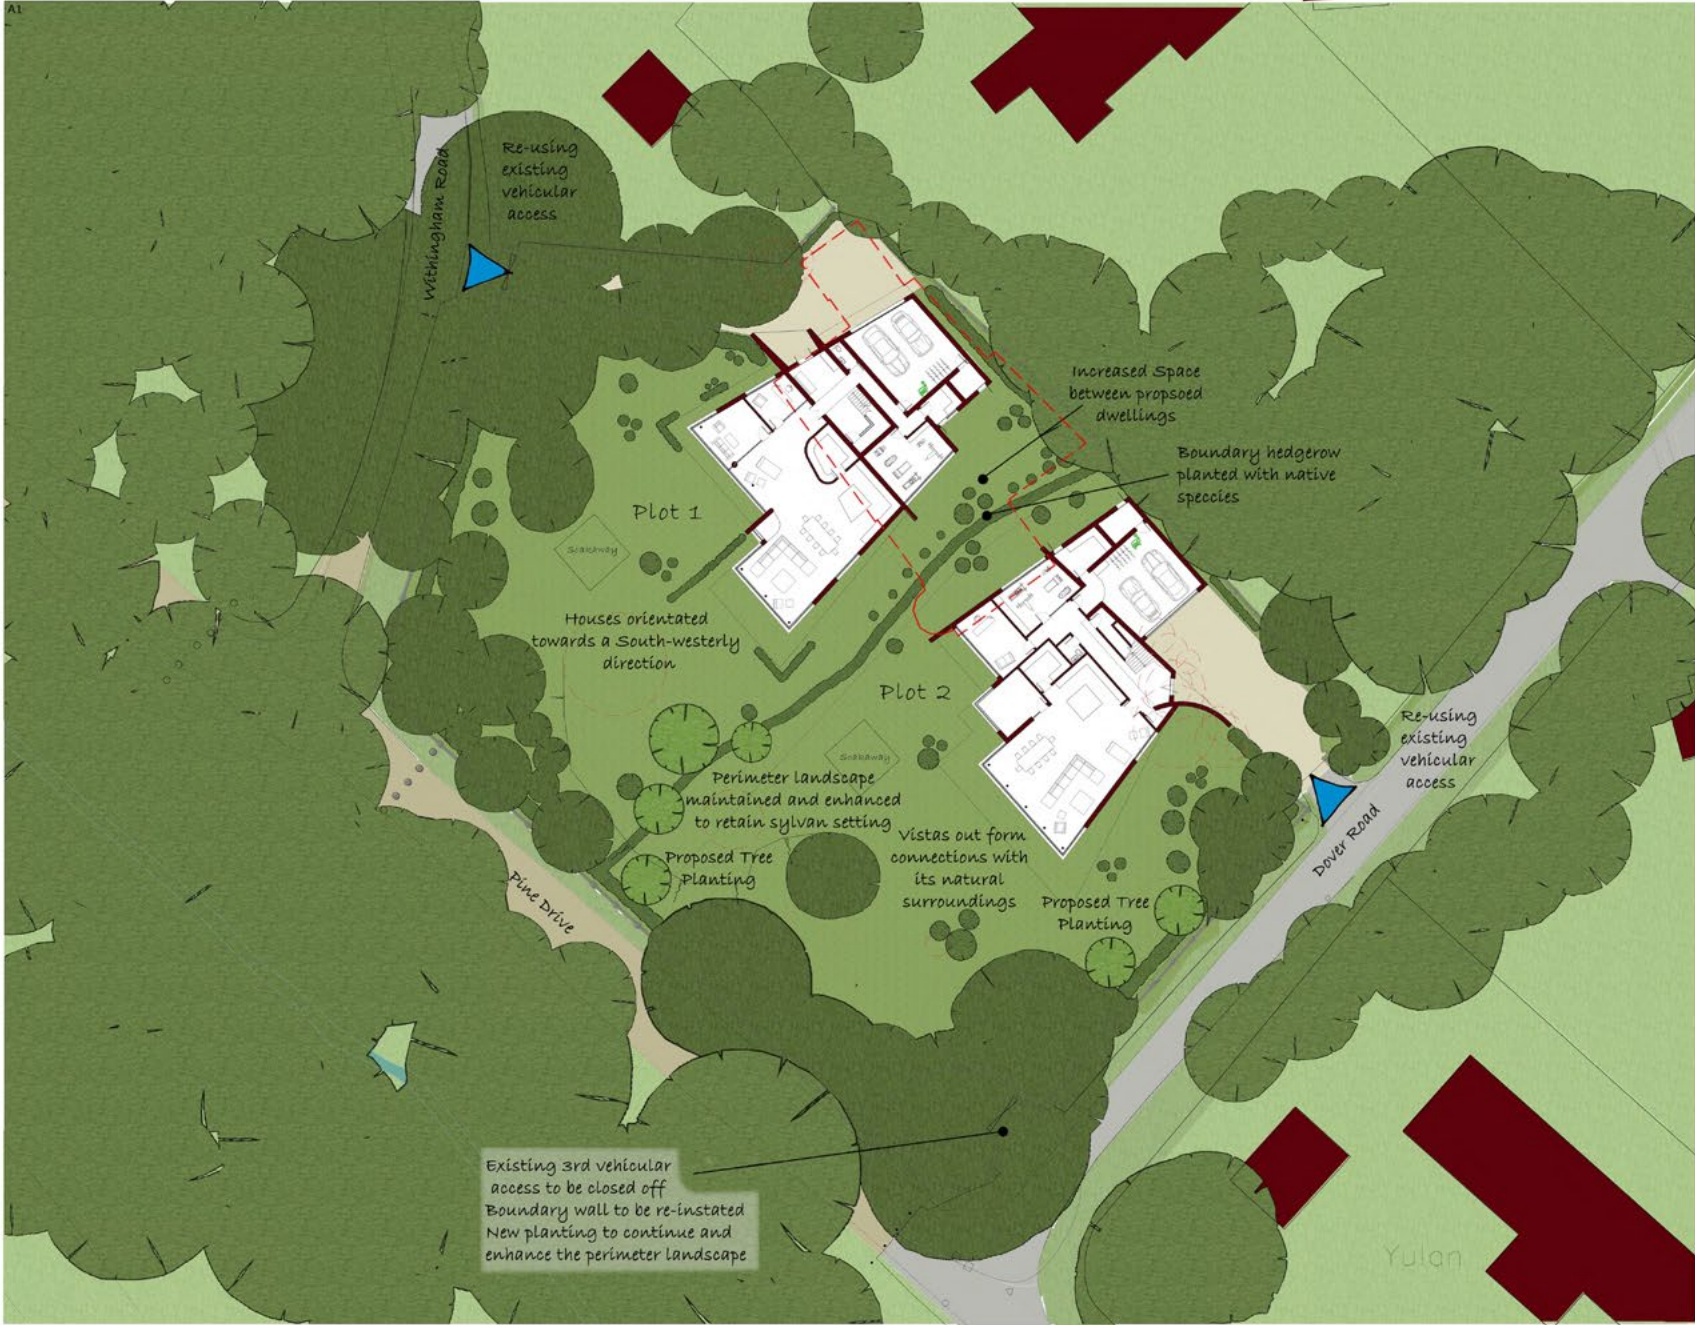 A1
Re-using
existing
vehicular
access
Withingham Road
Increased Space
between propsoed
dwellings
Boundary hedgerow
planted with native
speccies
Plot 1
Soakaway
Houses orientated
towards a South-westerly
direction
Plot 2
Soakaway
Re-using
existing
vehicular
access
Dover Road
Perimeter landscape
maintained and enhanced
to retain sylvan setting
Vistas out form
connections with
its natural
surroundings
Proposed Tree
Planting
Proposed Tree
Planting
Pine Drive
Existing 3rd vehicular
access to be closed off
Boundary wall to be re-instated
New planting to continue and
enhance the perimeter landscape
Yulan